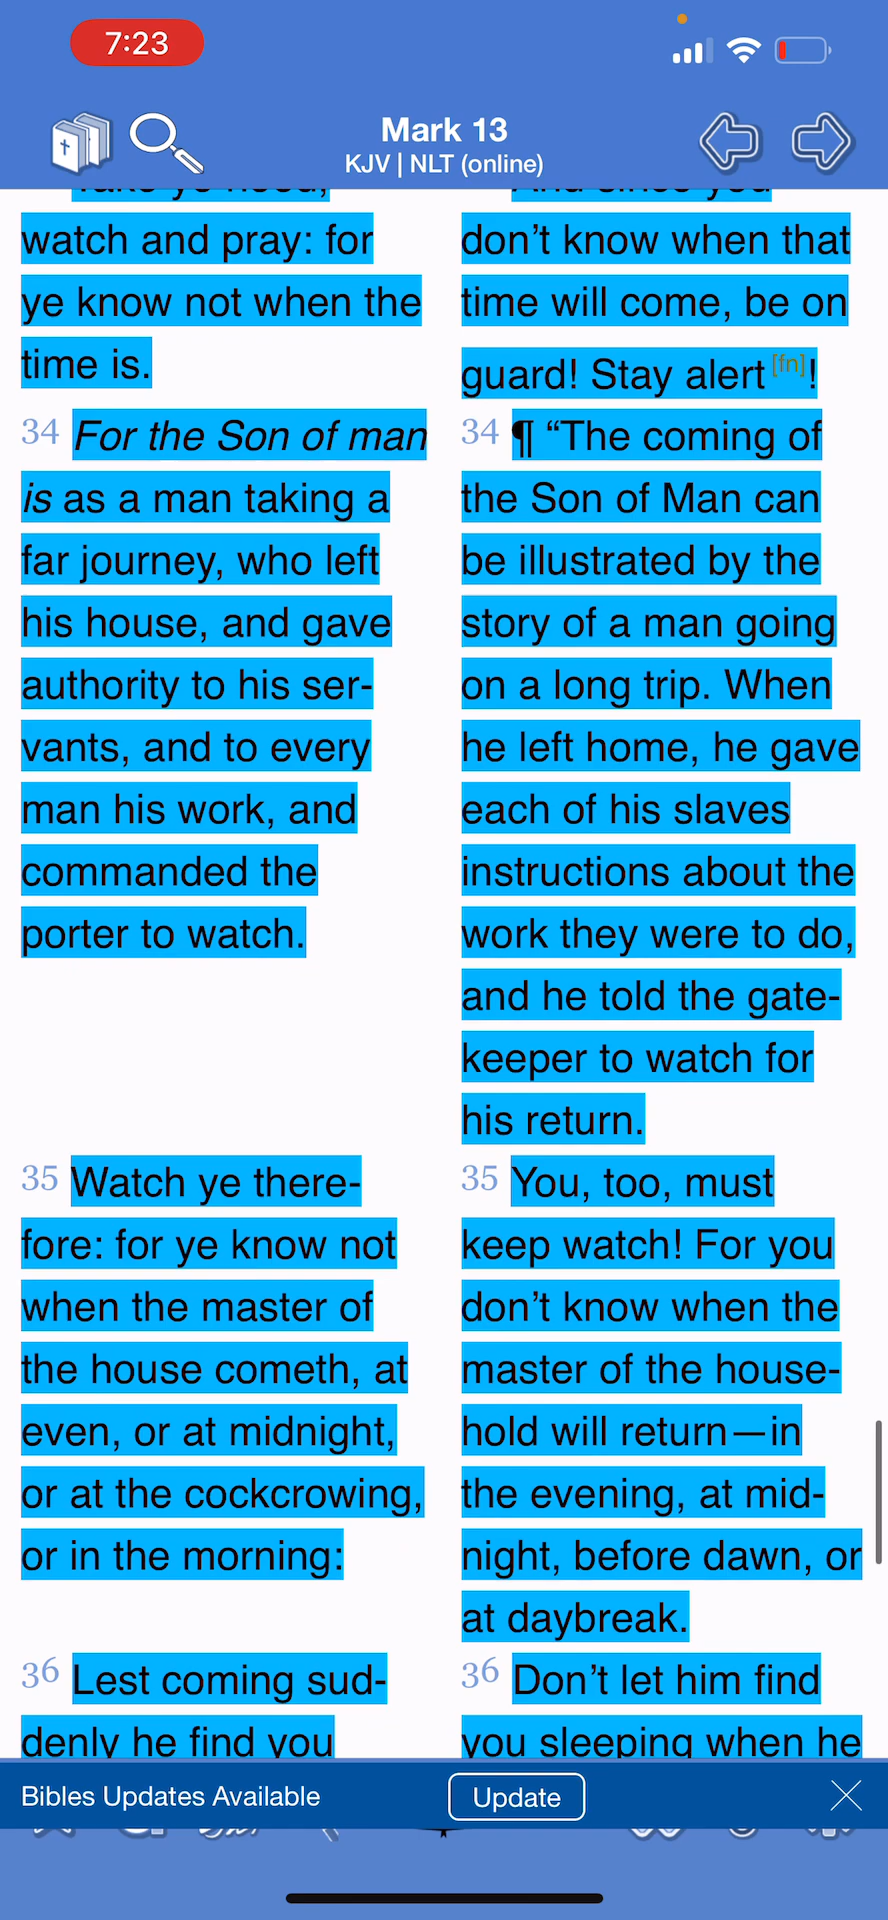 7:23
Mark 13
KJV | NLT (online)
Take ye heed,
watch and pray: for
ye know not when the
time is.
34 For the Son of man
is as a man taking a
far journey, who left
his house, and gave
authority to his ser-
vants, and to every
man his work, and
commanded the
porter to watch.
35 Watch ye there-
fore: for ye know not
when the master of
the house cometh, at
even, or at midnight,
or at the cockcrowing,
or in the morning:
36 Lest coming sud-
denly he find you
And since you
don’t know when that
time will come, be on
guard! Stay alert[fn]!
34 ¶ “The coming of
the Son of Man can
be illustrated by the
story of a man going
on a long trip. When
he left home, he gave
each of his slaves
instructions about the
work they were to do,
and he told the gate-
keeper to watch for
his return.
35 You, too, must
keep watch! For you
don’t know when the
master of the house-
hold will return—in
the evening, at mid-
night, before dawn, or
at daybreak.
36 Don’t let him find
you sleeping when he
Bibles Updates Available
Update